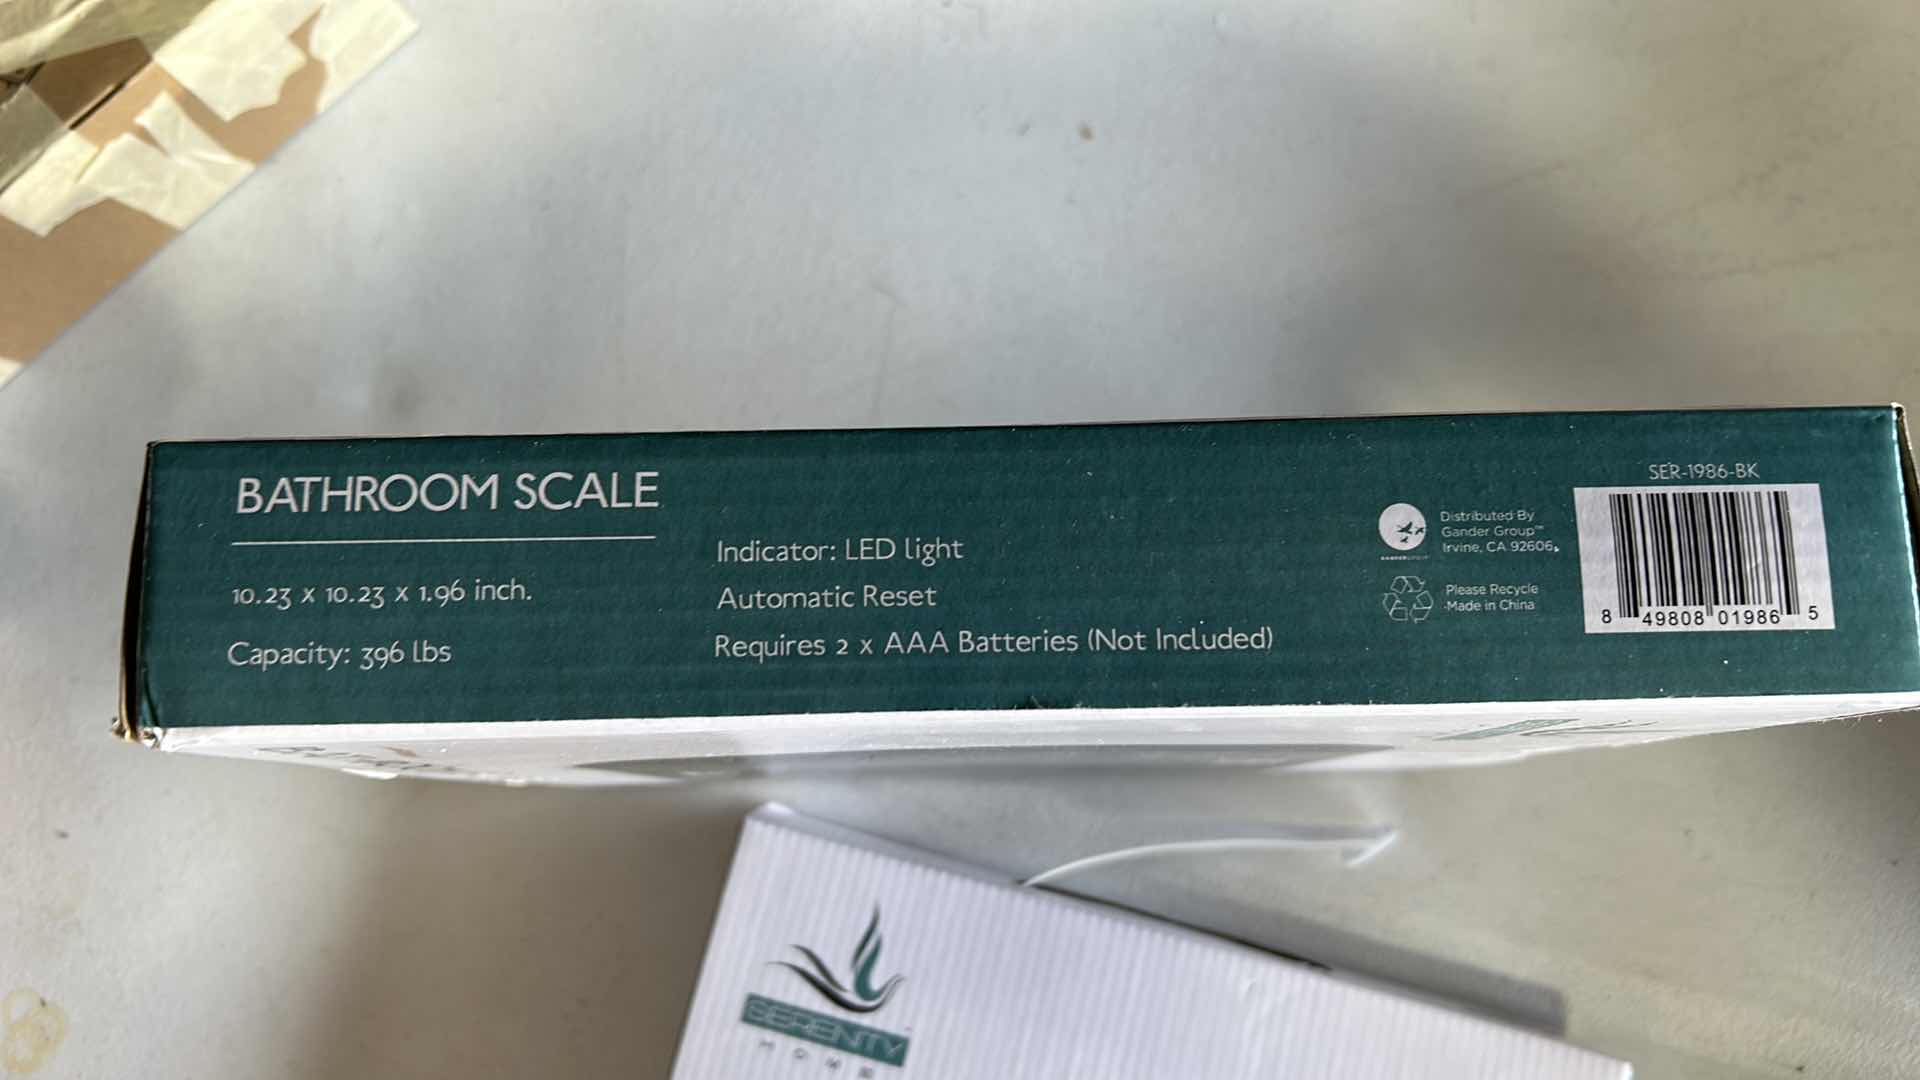 BATHROOM SCALE
10.23 x 10.23 x 1.96 inch.
Capacity: 396 lbs
Indicator: LED light
Automatic Reset
Requires 2 x AAA Batteries (Not Included)
GANDERGROUP
Distributed By
Gander Group™
Irvine, CA 92606
Please Recycle
Made in China
SER-1986-BK
8 49808 01986 5
SERENITY
HOME